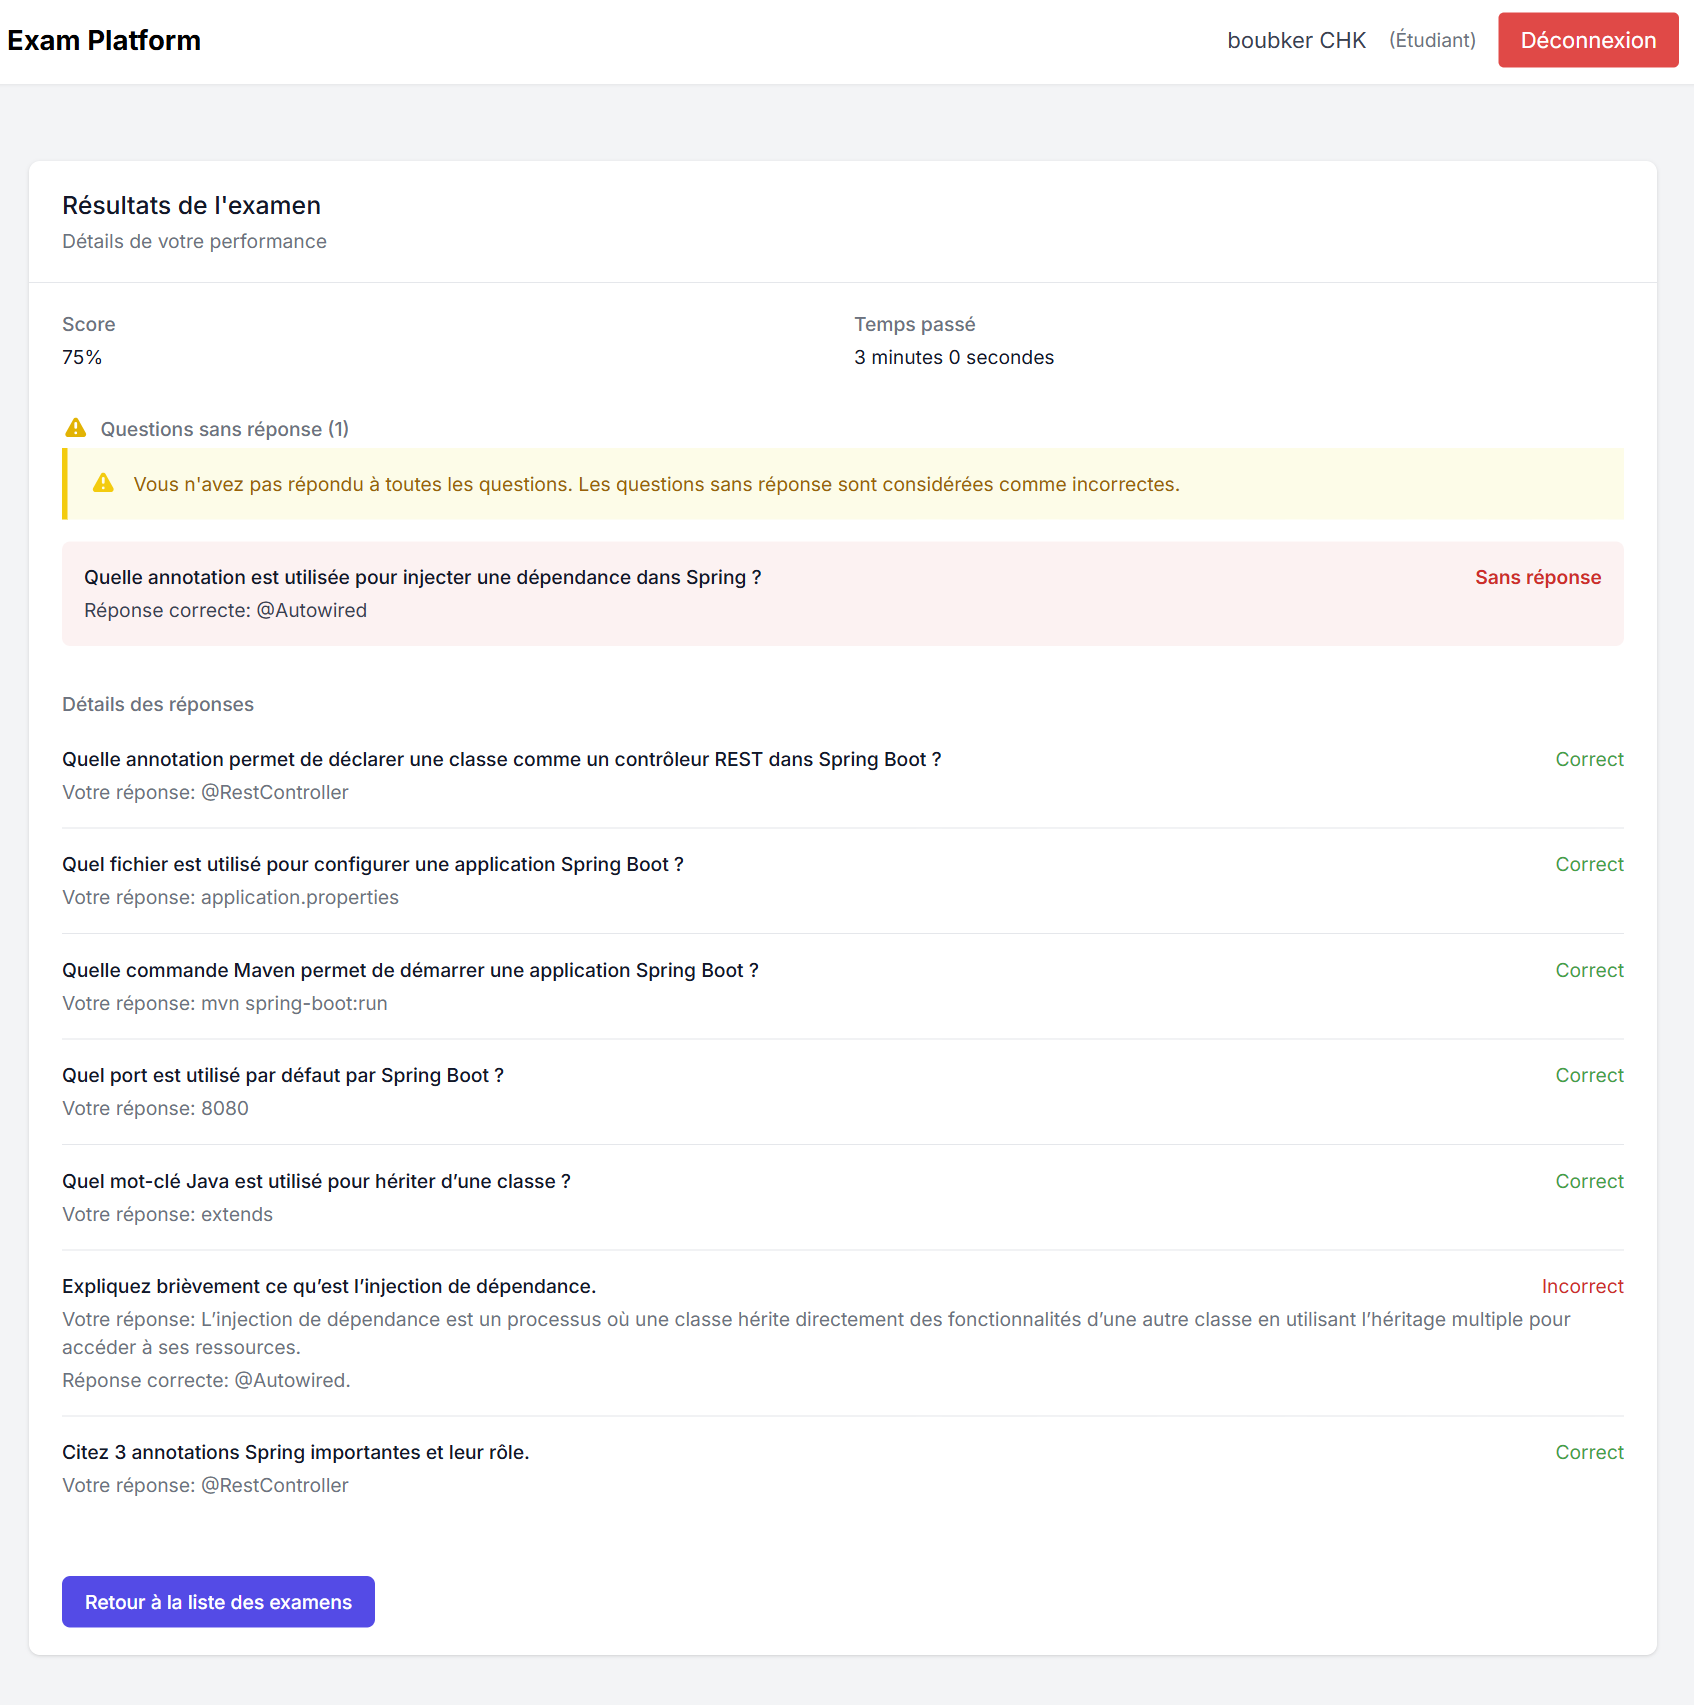 Exam Platform
boubker CHK (Étudiant) Déconnexion
Résultats de l'examen
Détails de votre performance
Score
75%
Temps passé
3 minutes 0 secondes
Questions sans réponse (1)
Vous n'avez pas répondu à toutes les questions. Les questions sans réponse sont considérées comme incorrectes.
Quelle annotation est utilisée pour injecter une dépendance dans Spring ? Sans réponse
Réponse correcte: @Autowired
Détails des réponses
Quelle annotation permet de déclarer une classe comme un contrôleur REST dans Spring Boot ? Correct
Votre réponse: @RestController
Quel fichier est utilisé pour configurer une application Spring Boot ? Correct
Votre réponse: application.properties
Quelle commande Maven permet de démarrer une application Spring Boot ? Correct
Votre réponse: mvn spring-boot:run
Quel port est utilisé par défaut par Spring Boot ? Correct
Votre réponse: 8080
Quel mot-clé Java est utilisé pour hériter d’une classe ? Correct
Votre réponse: extends
Expliquez brièvement ce qu’est l’injection de dépendance. Incorrect
Votre réponse: L’injection de dépendance est un processus où une classe hérite directement des fonctionnalités d’une autre classe en utilisant l’héritage multiple pour
accéder à ses ressources.
Réponse correcte: @Autowired.
Citez 3 annotations Spring importantes et leur rôle. Correct
Votre réponse: @RestController
Retour à la liste des examens